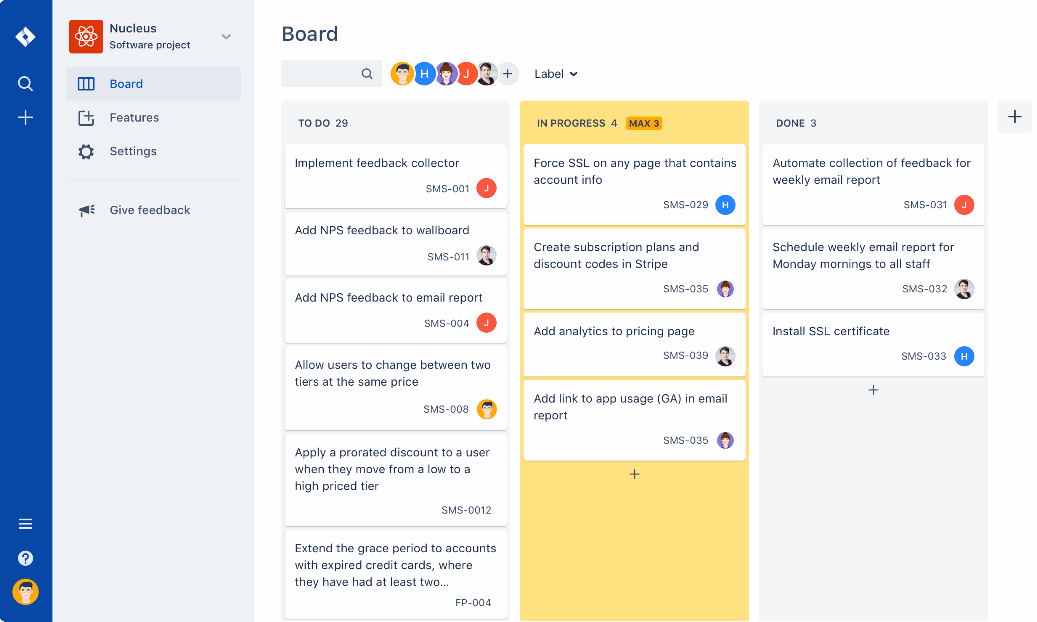 Nucleus
Software project
Board
Features
Settings
Give feedback
Board
H
J
Label
TO DO 29
Implement feedback collector
SMS-001
J
Add NPS feedback to wallboard
SMS-011
Add NPS feedback to email report
SMS-004
J
Allow users to change between two
tiers at the same price
SMS-008
Apply a prorated discount to a user
when they move from a low to a
high priced tier
SMS-0012
Extend the grace period to accounts
with expired credit cards, where
they have had at least two...
FP-004
IN PROGRESS 4 MAX 3
Force SSL on any page that contains
account info
SMS-029
H
Create subscription plans and
discount codes in Stripe
SMS-035
Add analytics to pricing page
SMS-039
Add link to app usage (GA) in email
report
SMS-035
DONE 3
Automate collection of feedback for
weekly email report
SMS-031
J
Schedule weekly email report for
Monday mornings to all staff
SMS-032
Install SSL certificate
SMS-033
H